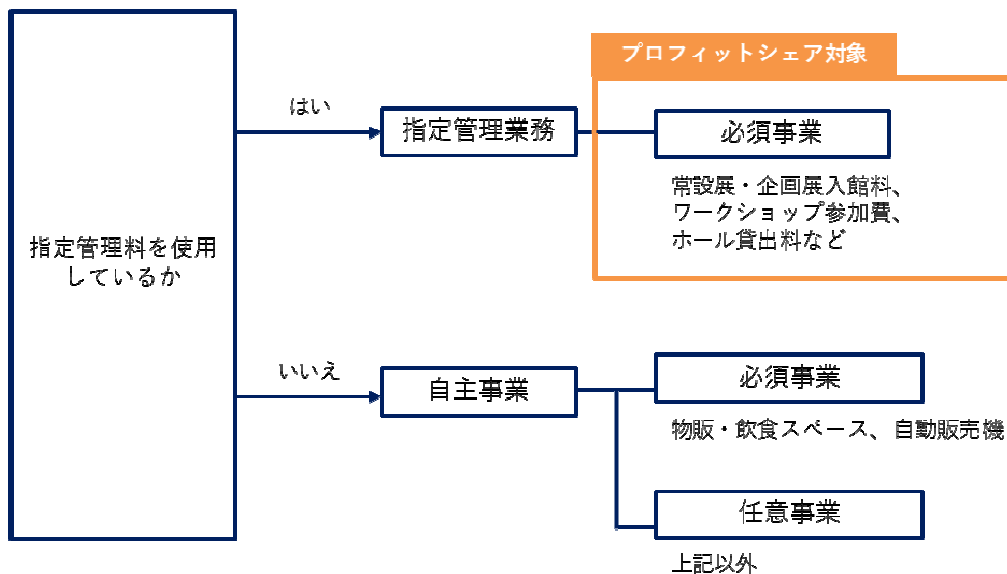 プロフィットシェア対象
はい
指定管理業務
必須事業
常設展・企画展入館料、
ワークショップ参加費、
ホール貸出料など
指定管理料を使用
しているか
いいえ
自主事業
必須事業
物販・飲食スペース、自動販売機
任意事業
上記以外